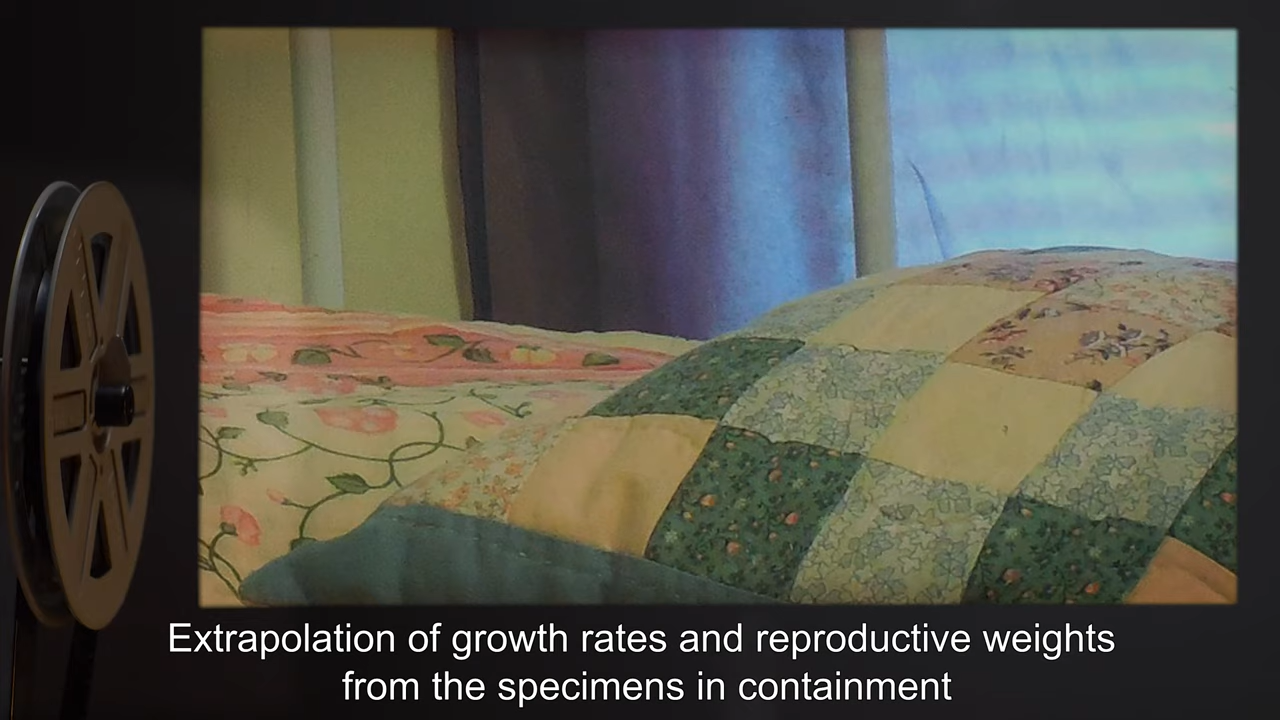 Extrapolation of growth rates and reproductive weights
from the specimens in containment